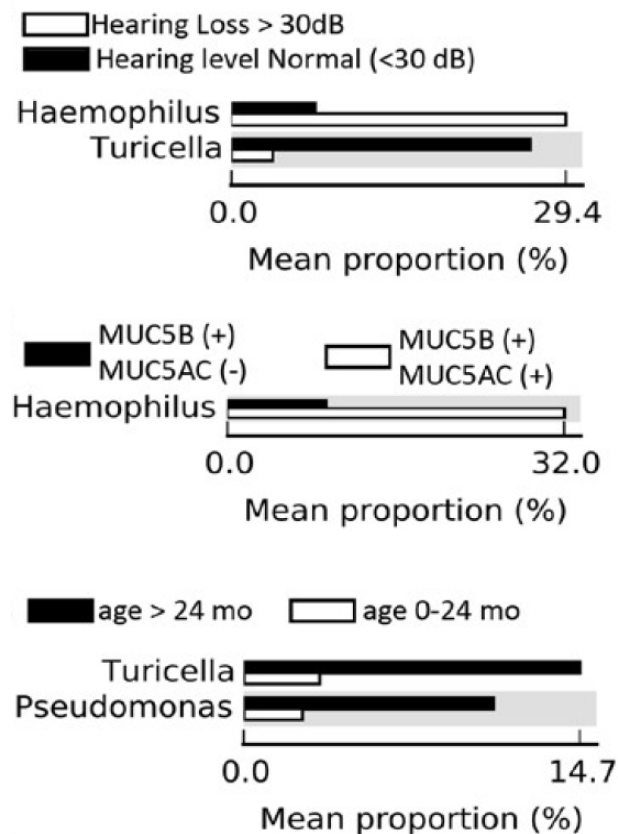 Hearing Loss > 30dB
Hearing level Normal (<30 dB)
Haemophilus
Turicella
0.0 29.4
Mean proportion (%)
MUC5B (+) MUC5B (+)
MUC5AC (-) MUC5AC (+)
Haemophilus
0.0 32.0
Mean proportion (%)
age > 24 mo age 0-24 mo
Turicella
Pseudomonas
0.0 14.7
Mean proportion (%)